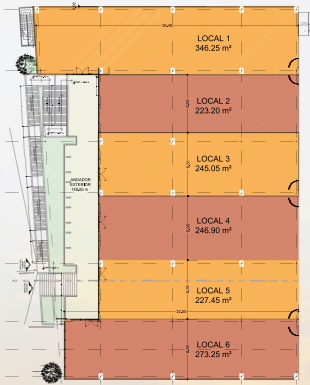 LOCAL 1
346.25 m²
LOCAL 2
223.20 m²
LOCAL 3
245.05 m²
ANDADOR
EXTERIOR
LOCAL 4
246.90 m²
LOCAL 5
227.45 m²
LOCAL 6
273.25 m²